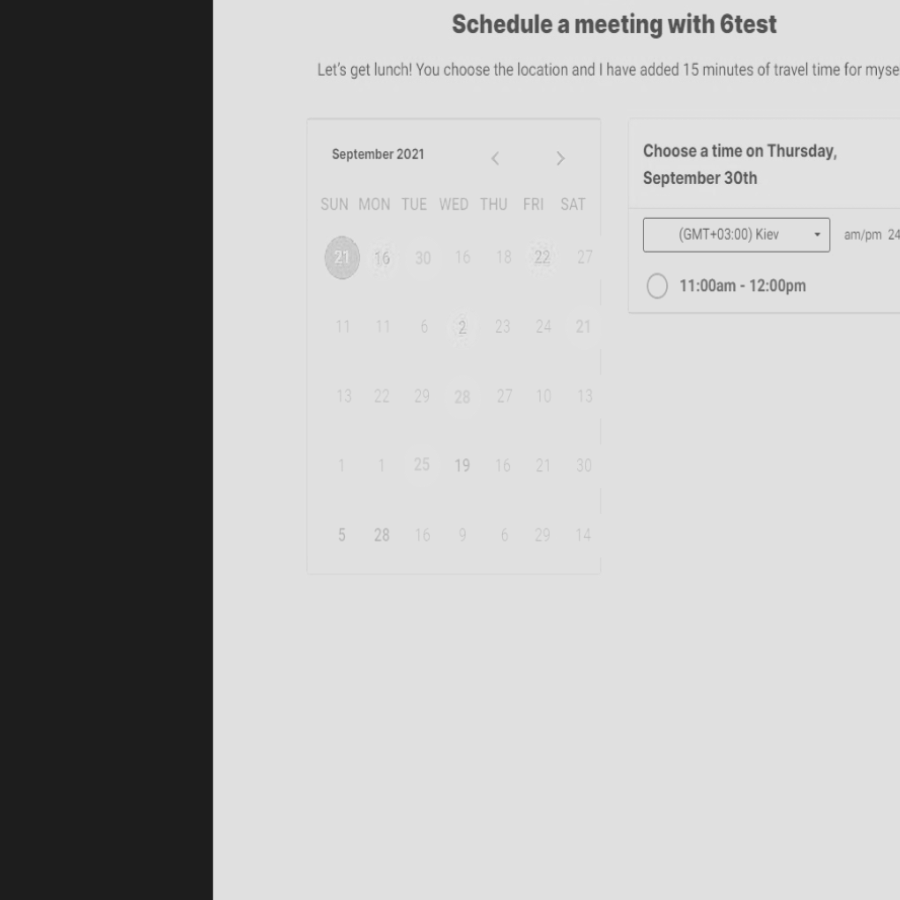 Schedule a meeting with 6test
Let's get lunch! You choose the location and I have added 15 minutes of travel time for myse
September 2021
SUN MON TUE WED THU FRI SAT
21 16 30 16 18 22 27
11 11 6 2 23 24 21
13 22 29 28 27 10 13
1 1 25 19 16 21 30
5 28 16 9 6 29 14
Choose a time on Thursday,
September 30th
(GMT+03:00) Kiev am/pm 24
11:00am - 12:00pm